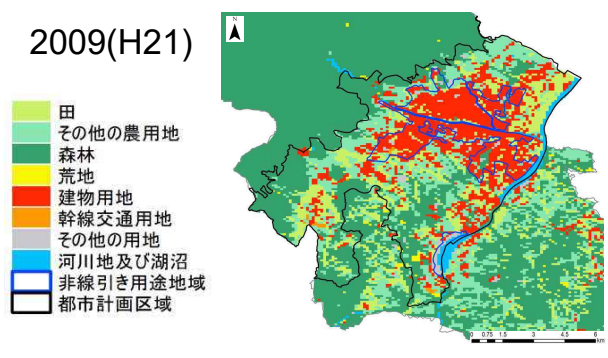 2009(H21)
N
田
その他の農用地
森林
荒地
建物用地
幹線交通用地
その他の用地
河川地及び湖沼
非線引き用途地域
都市計画区域
0 0.75 1.5 3 4.5 6
km